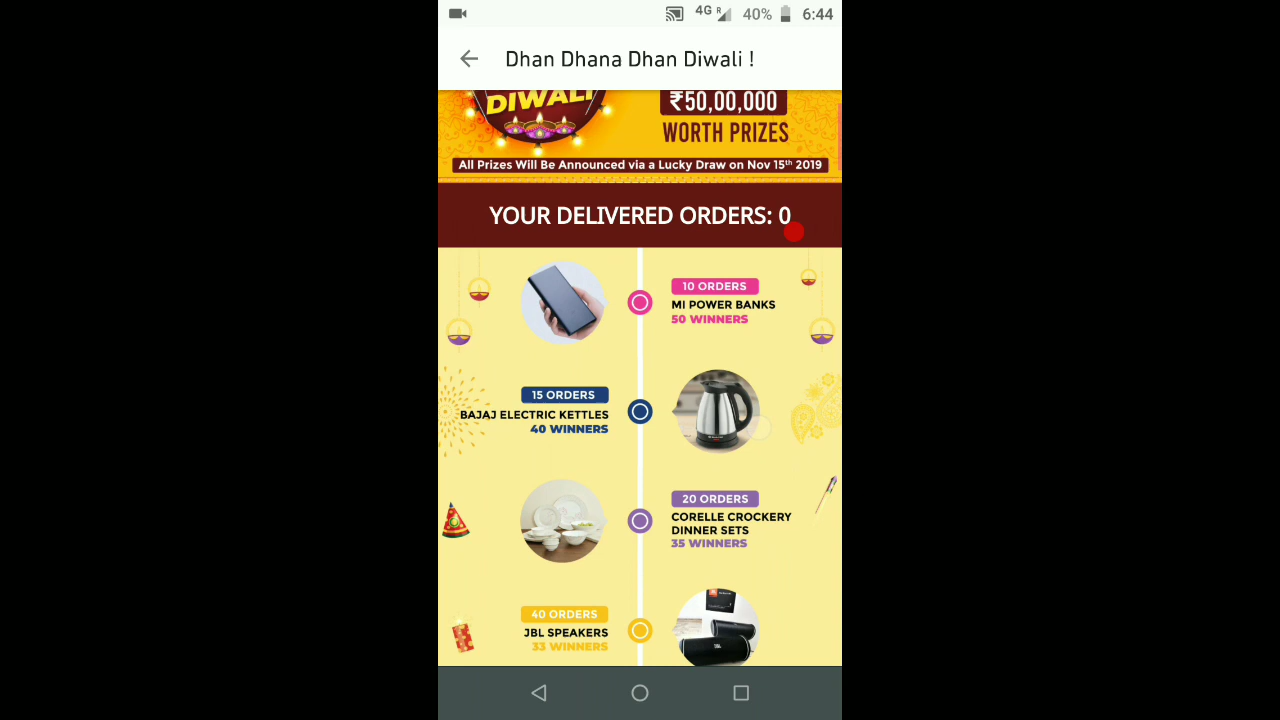 4G R 40% 6:44
Dhan Dhana Dhan Diwali !
DIWALI
₹50,00,000
WORTH PRIZES
All Prizes Will Be Announced via a Lucky Draw on Nov 15th 2019
YOUR DELIVERED ORDERS: 0
10 ORDERS
MI POWER BANKS
50 WINNERS
15 ORDERS
BAJAJ ELECTRIC KETTLES
40 WINNERS
20 ORDERS
CORELLE CROCKERY
DINNER SETS
35 WINNERS
40 ORDERS
JBL SPEAKERS
33 WINNERS
JBL